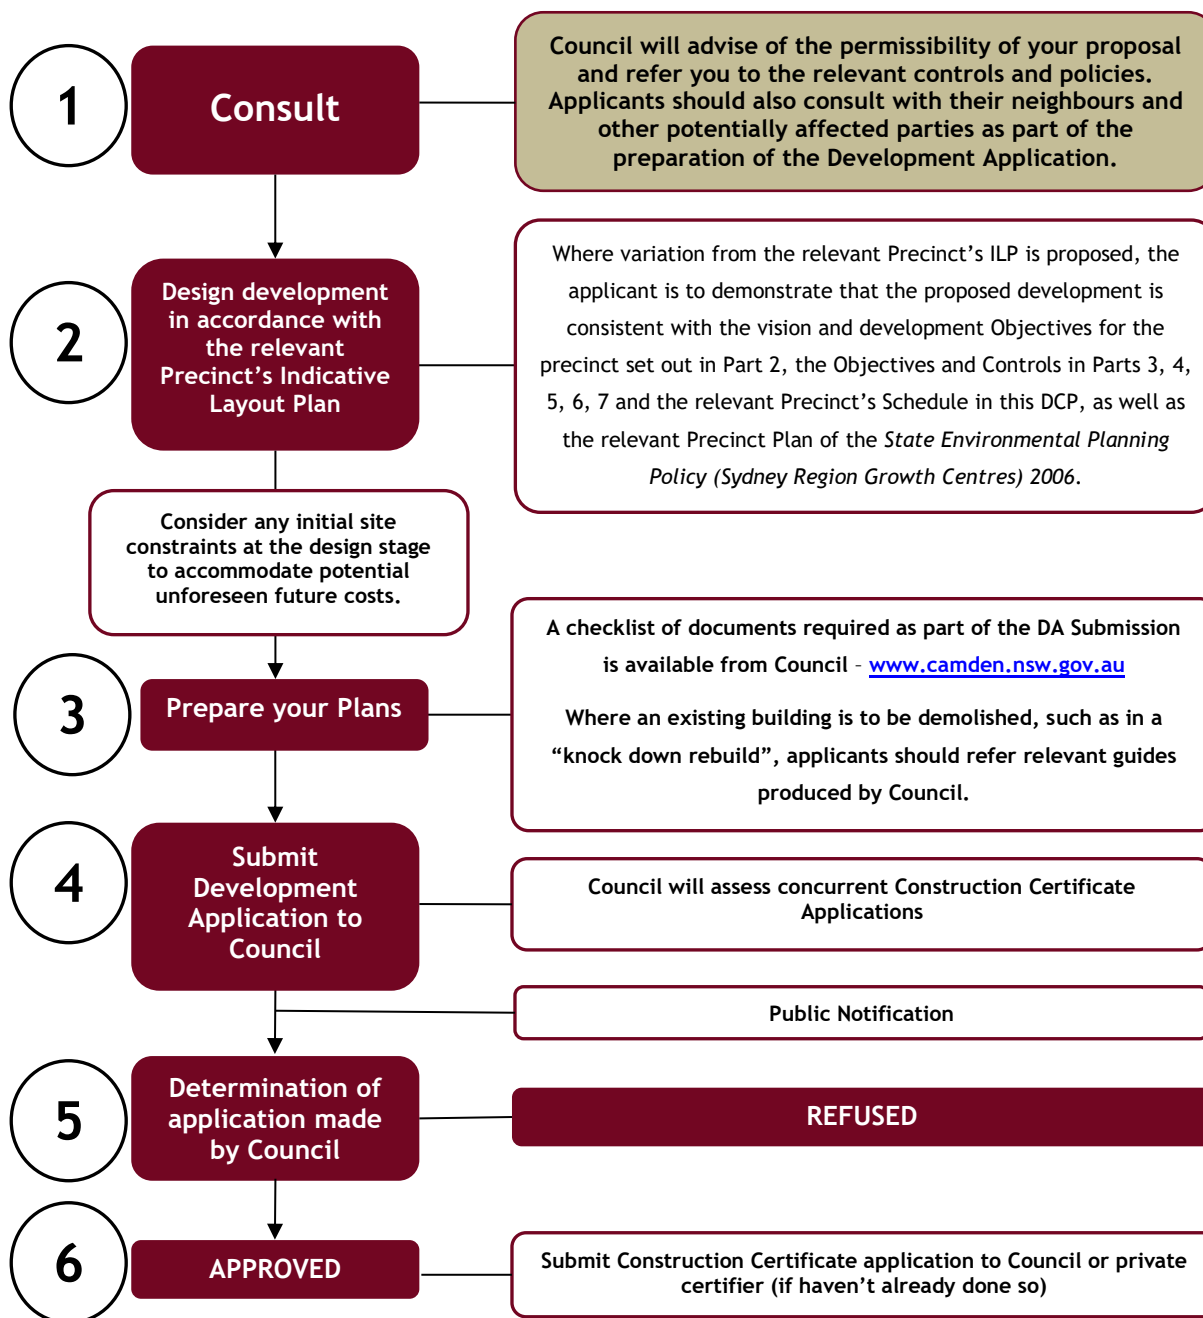 1
Consult
Council will advise of the permissibility of your proposal
and refer you to the relevant controls and policies.
Applicants should also consult with their neighbours and
other potentially affected parties as part of the
preparation of the Development Application.
2
Design development
in accordance with
the relevant
Precinct’s Indicative
Layout Plan
Where variation from the relevant Precinct’s ILP is proposed, the
applicant is to demonstrate that the proposed development is
consistent with the vision and development Objectives for the
precinct set out in Part 2, the Objectives and Controls in Parts 3, 4,
5, 6, 7 and the relevant Precinct’s Schedule in this DCP, as well as
the relevant Precinct Plan of the State Environmental Planning
Policy (Sydney Region Growth Centres) 2006.
Consider any initial site
constraints at the design stage
to accommodate potential
unforeseen future costs.
3
Prepare your Plans
A checklist of documents required as part of the DA Submission
is available from Council – www.camden.nsw.gov.au
Where an existing building is to be demolished, such as in a
“knock down rebuild”, applicants should refer relevant guides
produced by Council.
4
Submit
Development
Application to
Council
Council will assess concurrent Construction Certificate
Applications
Public Notification
5
Determination of
application made
by Council
REFUSED
6
APPROVED
Submit Construction Certificate application to Council or private
certifier (if haven’t already done so)